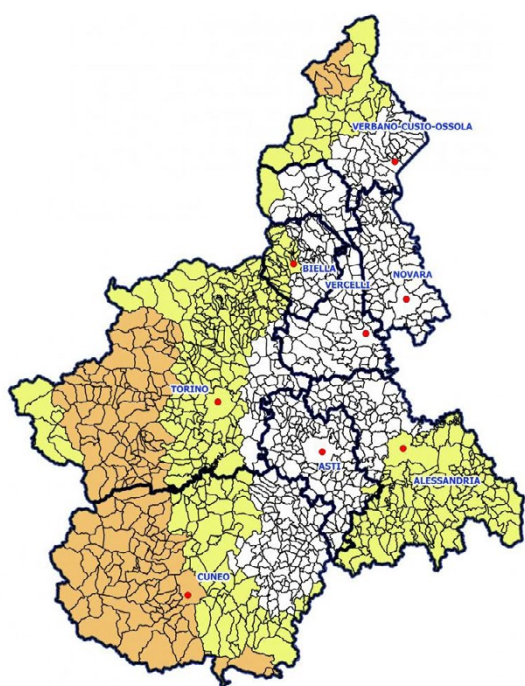 VERBANO-CUSIO-OSSOLA
BIELLA
NOVARA
VERCELLI
TORINO
ASTI
ALESSANDRIA
CUNEO